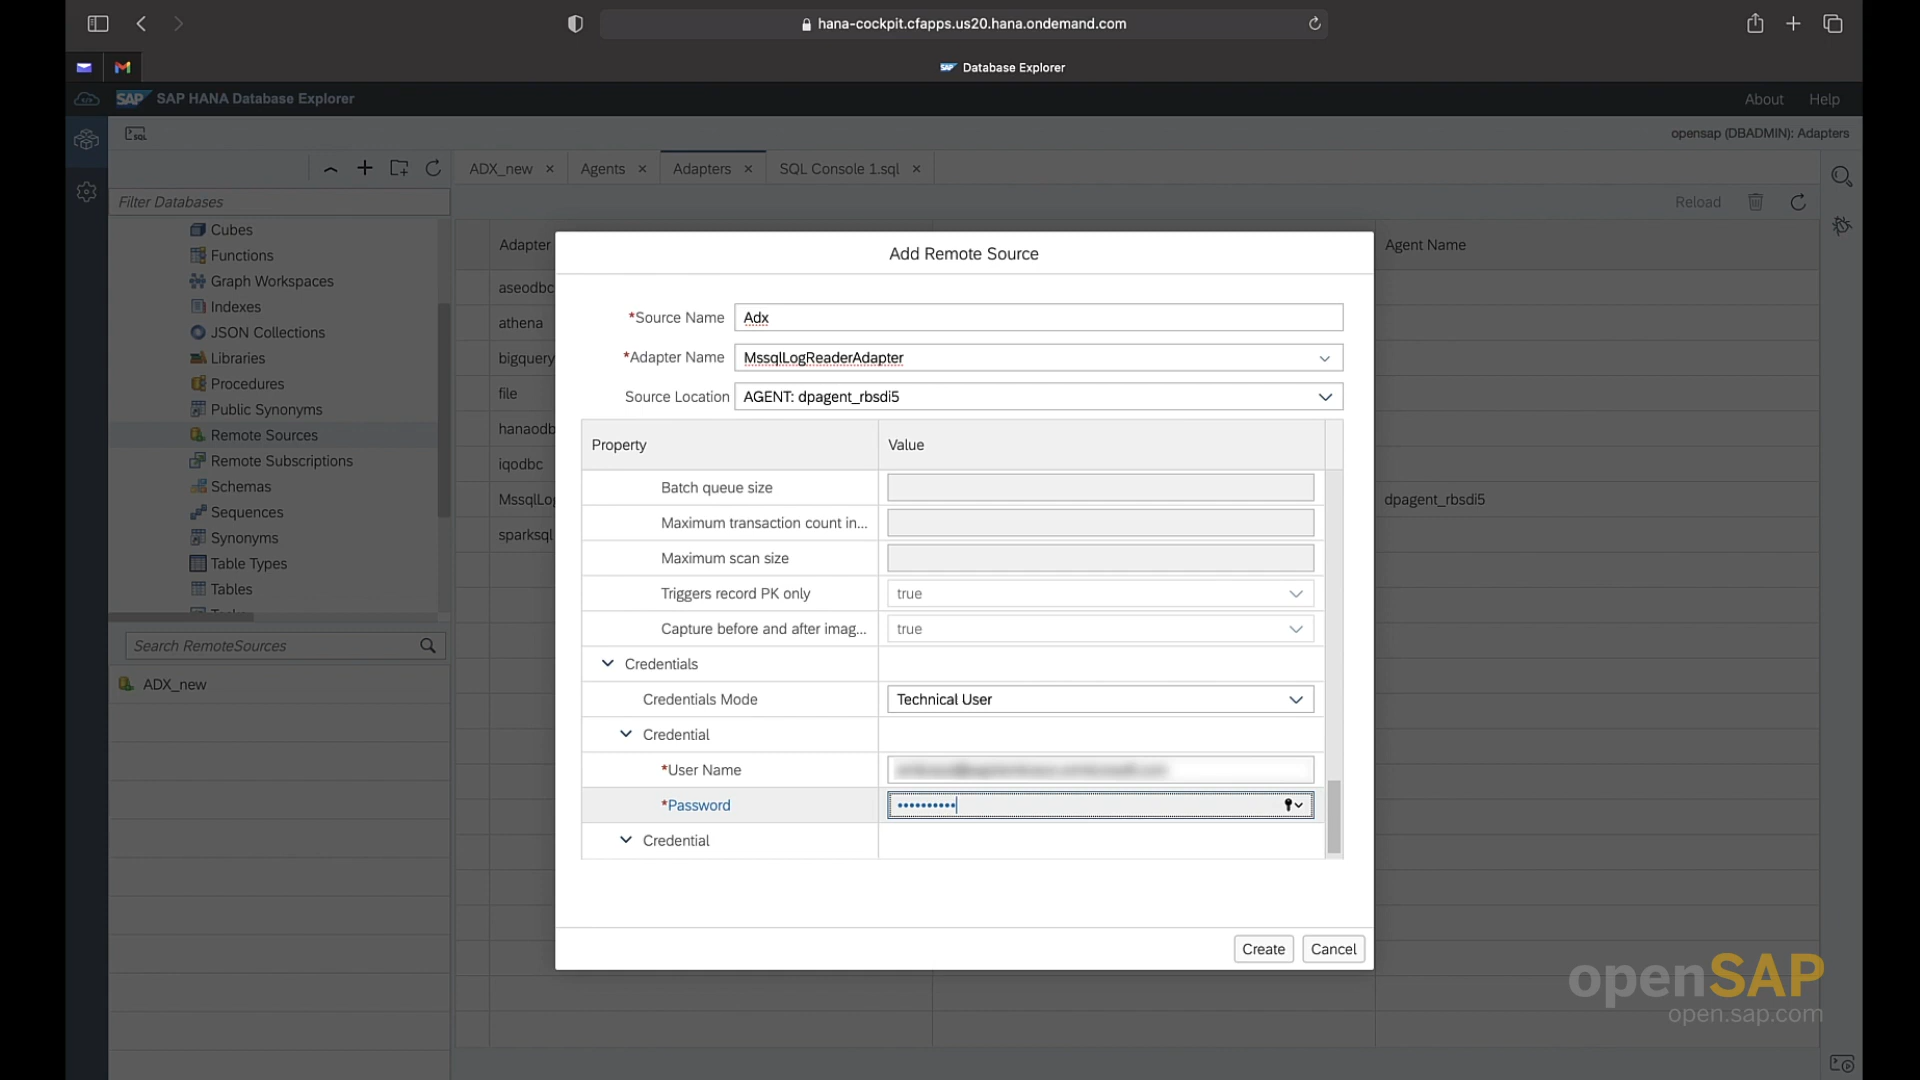 hana-cockpit.cfapps.us20.hana.ondemand.com
SAP Database Explorer
SAP SAP HANA Database Explorer
About Help
SQL
opensap (DBADMIN): Adapters
ADX_new × Agents × Adapters × SQL Console 1.sql ×
Filter Databases
Reload
Cubes
Functions
Graph Workspaces
Indexes
JSON Collections
Libraries
Procedures
Public Synonyms
Remote Sources
Remote Subscriptions
Schemas
Sequences
Synonyms
Table Types
Tables
Search RemoteSources
ADX_new
Adapter
Agent Name
aseodbc
athena
bigquery
file
hanaodb
iqodbc
MssqlLog
dpagent_rbsdi5
sparksql
Add Remote Source
*Source Name Adx
*Adapter Name MssqlLogReaderAdapter
Source Location AGENT: dpagent_rbsdi5
Property Value
Batch queue size
Maximum transaction count in...
Maximum scan size
Triggers record PK only true
Capture before and after imag... true
Credentials
Credentials Mode Technical User
Credential
*User Name
*Password ••••••••••
Credential
Create Cancel
openSAP
open.sap.com